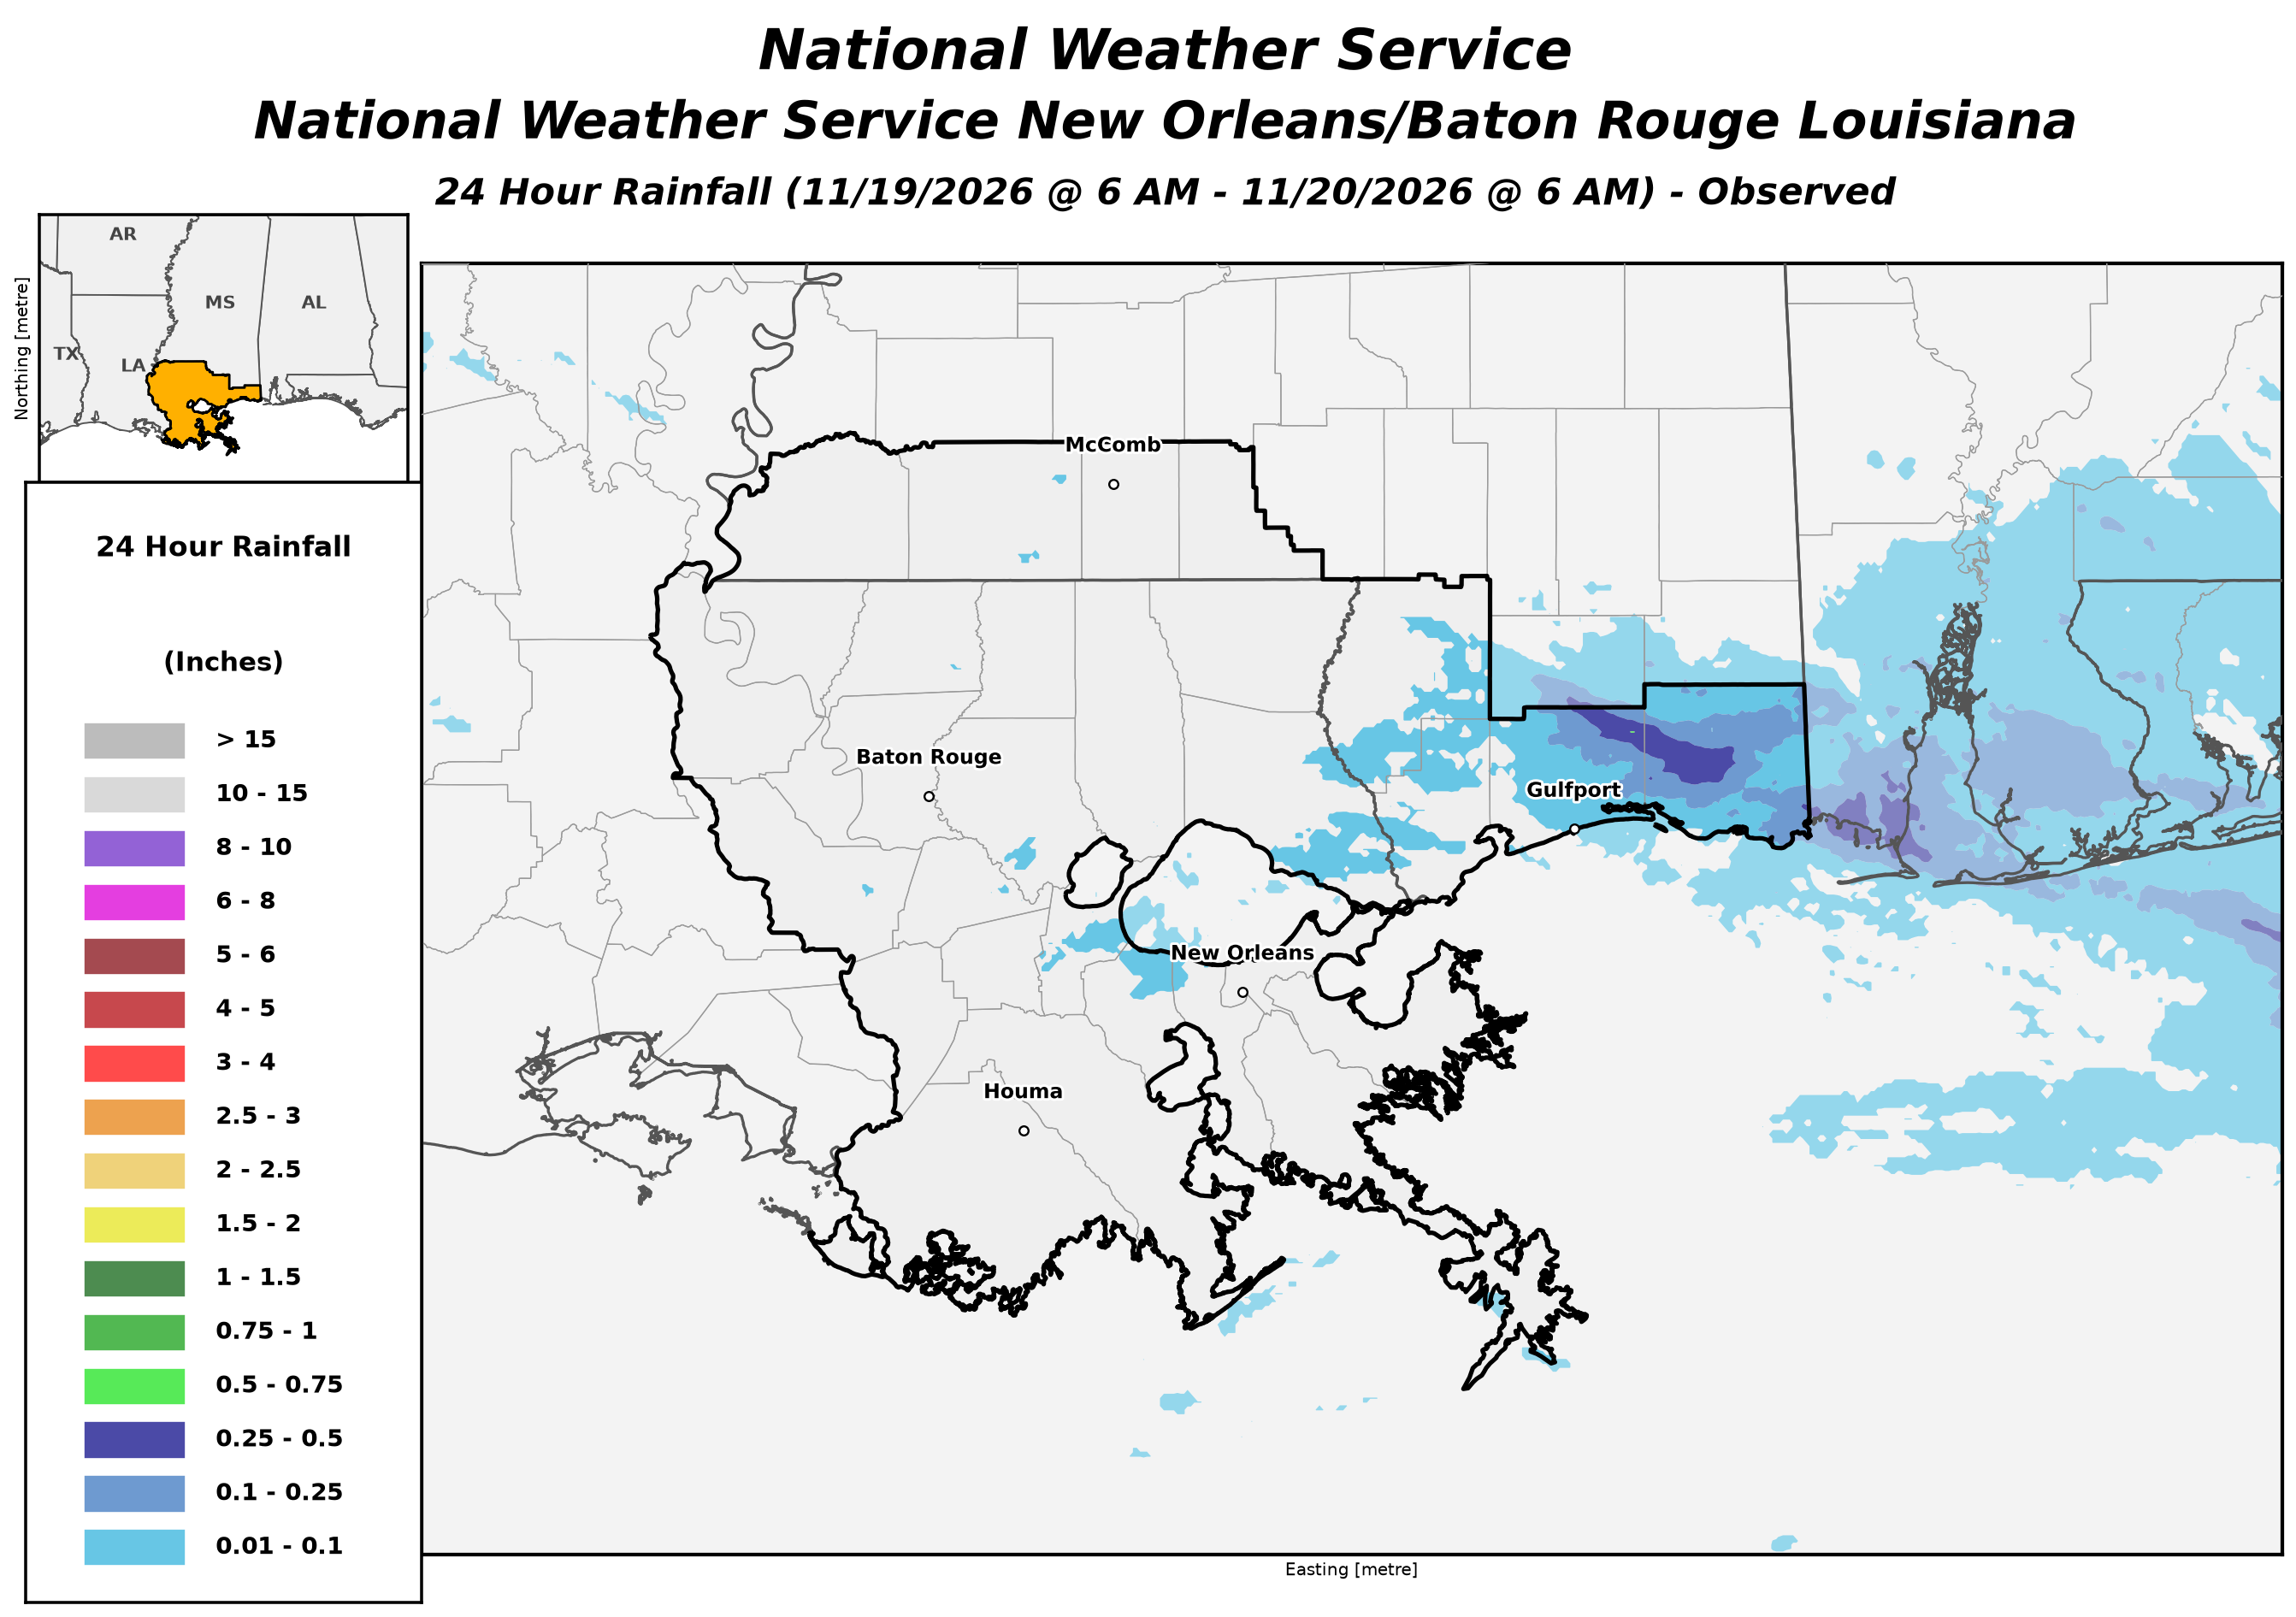 National Weather Service
National Weather Service New Orleans/Baton Rouge Louisiana
24 Hour Rainfall (11/19/2026 @ 6 AM - 11/20/2026 @ 6 AM) - Observed
Northing [metre]
AR
MS
AL
TX
LA
24 Hour Rainfall
(Inches)
> 15
10 - 15
8 - 10
6 - 8
5 - 6
4 - 5
3 - 4
2.5 - 3
2 - 2.5
1.5 - 2
1 - 1.5
0.75 - 1
0.5 - 0.75
0.25 - 0.5
0.1 - 0.25
0.01 - 0.1
McComb
Baton Rouge
Gulfport
New Orleans
Houma
Easting [metre]